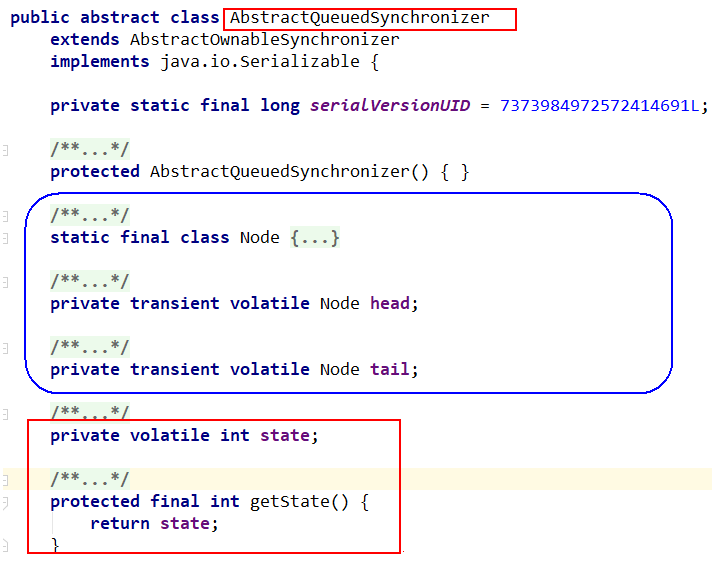 public abstract class AbstractQueuedSynchronizer
    extends AbstractOwnableSynchronizer
    implements java.io.Serializable {
    private static final long serialVersionUID = 7373984972572414691L;
    /**...*/
    protected AbstractQueuedSynchronizer() { }
    /**...*/
    static final class Node {...}
    /**...*/
    private transient volatile Node head;
    /**...*/
    private transient volatile Node tail;
    /**...*/
    private volatile int state;
    /**...*/
    protected final int getState() {
        return state;
    }